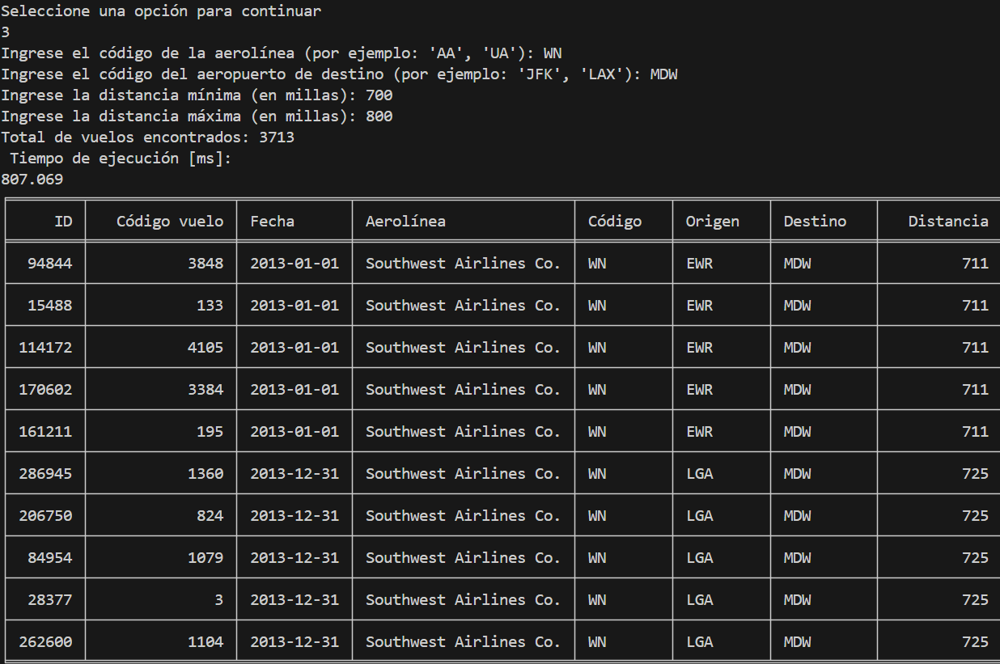 Seleccione una opción para continuar
3
Ingrese el código de la aerolínea (por ejemplo: 'AA', 'UA'): WN
Ingrese el código del aeropuerto de destino (por ejemplo: 'JFK', 'LAX'): MDW
Ingrese la distancia mínima (en millas): 700
Ingrese la distancia máxima (en millas): 800
Total de vuelos encontrados: 3713
Tiempo de ejecución [ms]:
807.069
ID Código vuelo Fecha Aerolínea Código Origen Destino Distancia
94844 3848 2013-01-01 Southwest Airlines Co. WN EWR MDW 711
15488 133 2013-01-01 Southwest Airlines Co. WN EWR MDW 711
114172 4105 2013-01-01 Southwest Airlines Co. WN EWR MDW 711
170602 3384 2013-01-01 Southwest Airlines Co. WN EWR MDW 711
161211 195 2013-01-01 Southwest Airlines Co. WN EWR MDW 711
286945 1360 2013-12-31 Southwest Airlines Co. WN LGA MDW 725
206750 824 2013-12-31 Southwest Airlines Co. WN LGA MDW 725
84954 1079 2013-12-31 Southwest Airlines Co. WN LGA MDW 725
28377 3 2013-12-31 Southwest Airlines Co. WN LGA MDW 725
262600 1104 2013-12-31 Southwest Airlines Co. WN LGA MDW 725